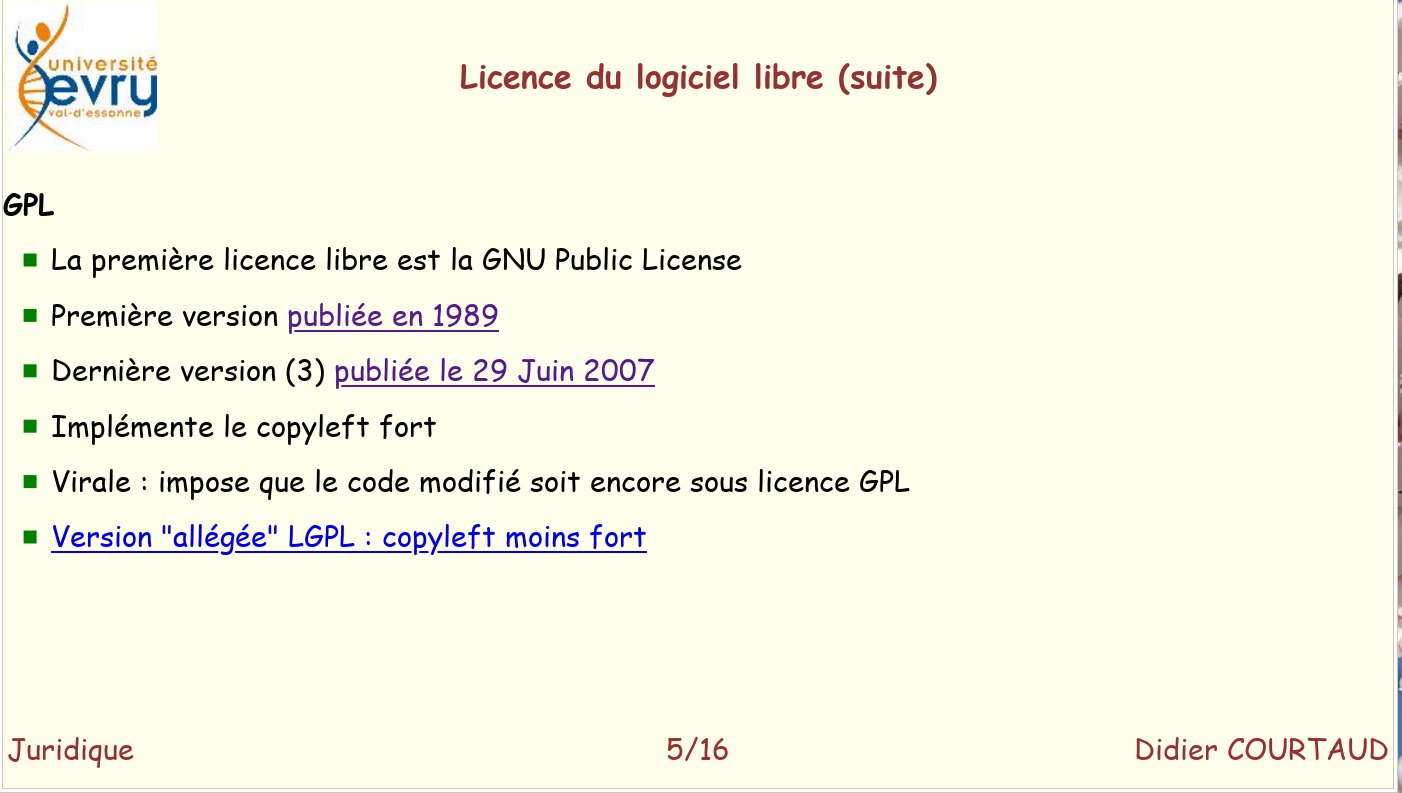 université
evry
val-d'essonne
Licence du logiciel libre (suite)
GPL
La première licence libre est la GNU Public License
Première version publiée en 1989
Dernière version (3) publiée le 29 Juin 2007
Implémente le copyleft fort
Virale : impose que le code modifié soit encore sous licence GPL
Version "allégée" LGPL : copyleft moins fort
Juridique
5/16
Didier COURTAUD